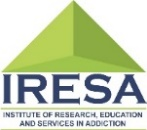 IRESA
INSTITUTE OF RESEARCH, EDUCATION
AND SERVICES IN ADDICTION